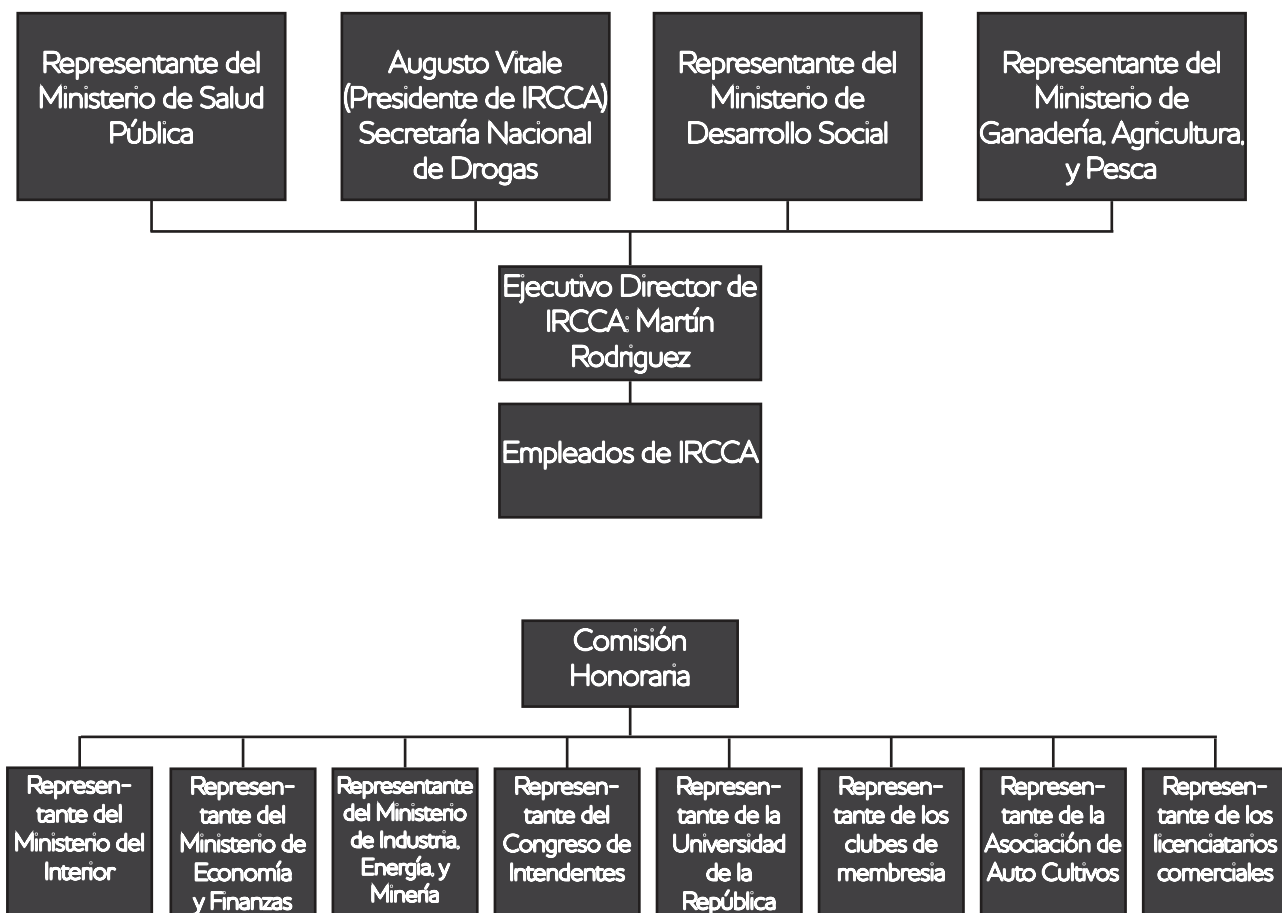 Representante del
Ministerio de Salud
Pública
Augusto Vitale
(Presidente de IRCCA)
Secretaría Nacional
de Drogas
Representante del
Ministerio de
Desarrollo Social
Representante del
Ministerio de
Ganadería, Agricultura,
y Pesca
Ejecutivo Director de
IRCCA: Martín
Rodriguez
Empleados de IRCCA
Comisión
Honoraria
Represen-
tante del
Ministerio del
Interior
Represen-
tante del
Ministerio de
Economía
y Finanzas
Representante
del Ministerio
de Industria,
Energía, y
Minería
Represen-
tante del
Congreso de
Intendentes
Represen-
tante de la
Universidad
de la
República
Represen-
tante de los
clubes de
membresia
Represen-
tante de la
Asociación de
Auto Cultivos
Represen-
tante de los
licenciatarios
comerciales